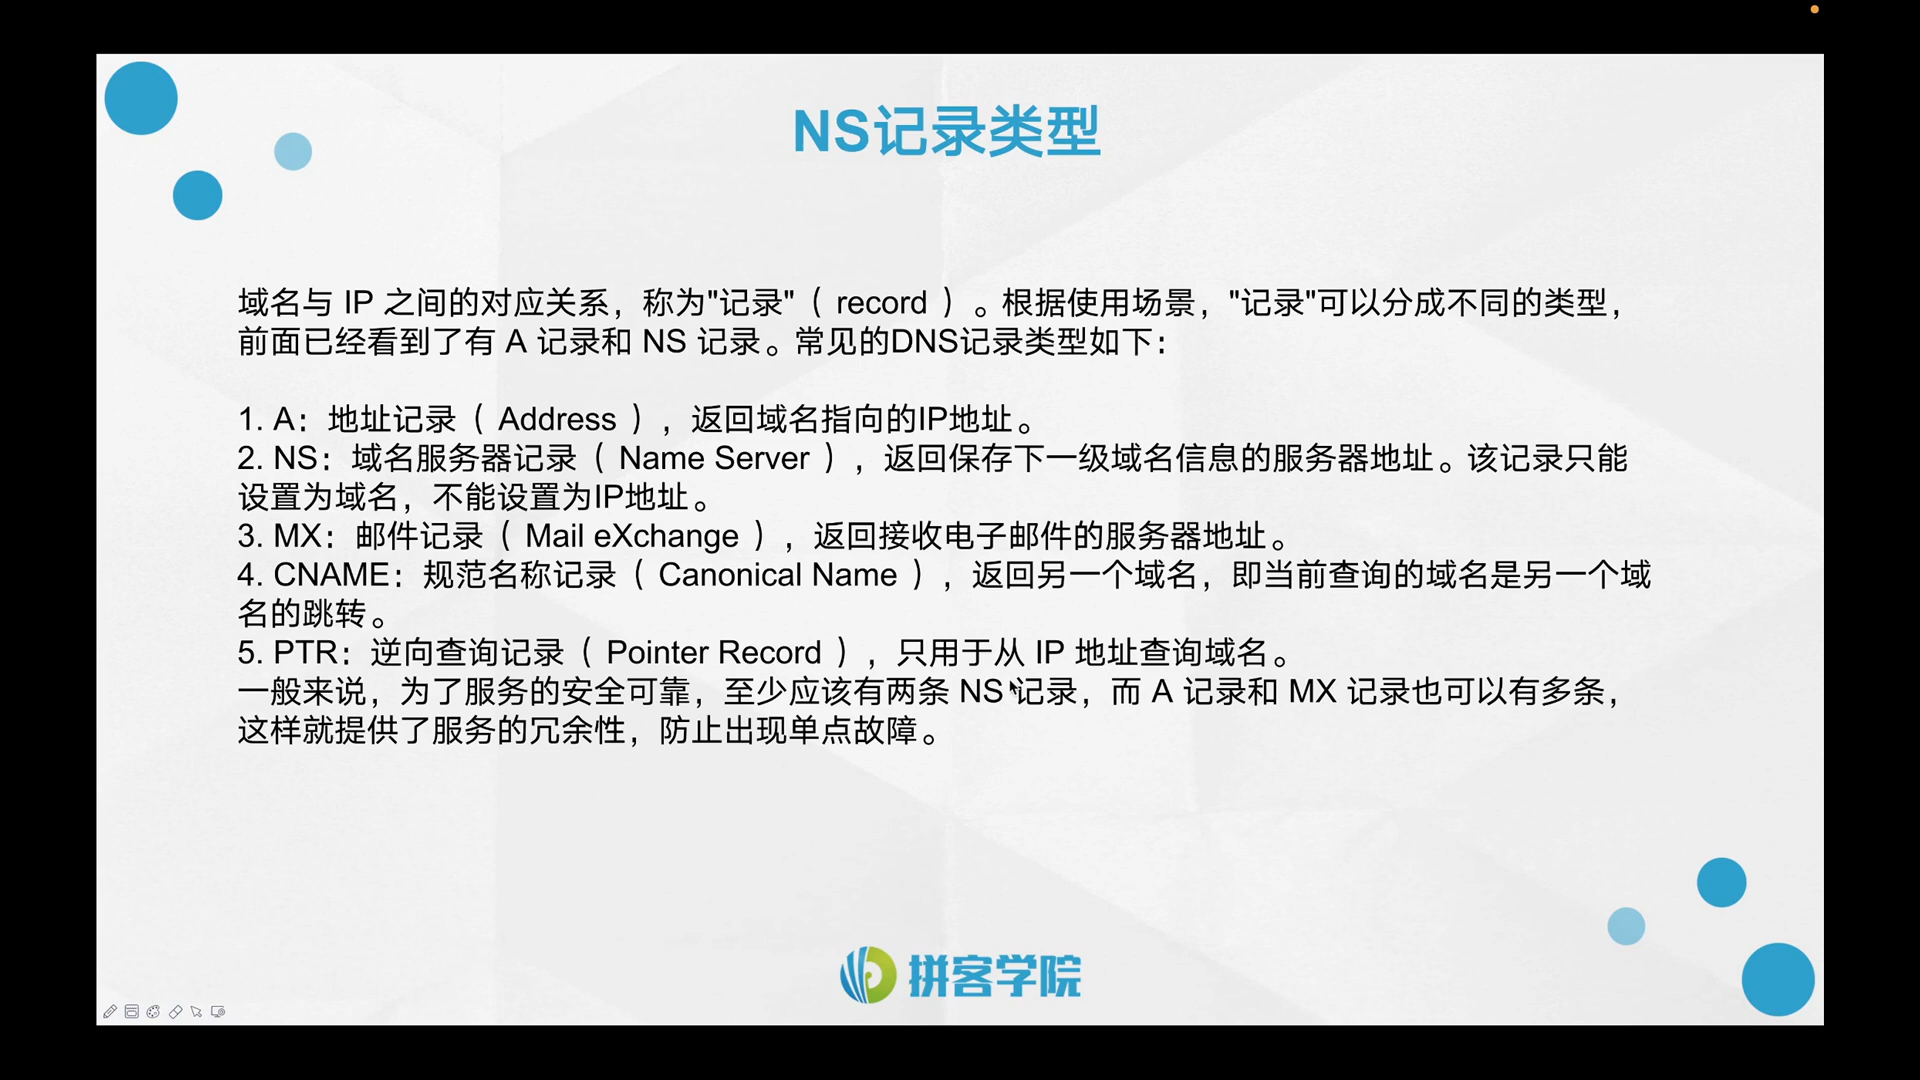 NS记录类型
域名与 IP 之间的对应关系，称为"记录"（ record ）。根据使用场景，"记录"可以分成不同的类型，
前面已经看到了有 A 记录和 NS 记录。常见的DNS记录类型如下：
1. A：地址记录（ Address ），返回域名指向的IP地址。
2. NS：域名服务器记录（ Name Server ），返回保存下一级域名信息的服务器地址。该记录只能
设置为域名，不能设置为IP地址。
3. MX：邮件记录（ Mail eXchange ），返回接收电子邮件的服务器地址。
4. CNAME：规范名称记录（ Canonical Name ），返回另一个域名，即当前查询的域名是另一个域
名的跳转。
5. PTR：逆向查询记录（ Pointer Record ），只用于从 IP 地址查询域名。
一般来说，为了服务的安全可靠，至少应该有两条 NS 记录，而 A 记录和 MX 记录也可以有多条，
这样就提供了服务的冗余性，防止出现单点故障。
拼客学院